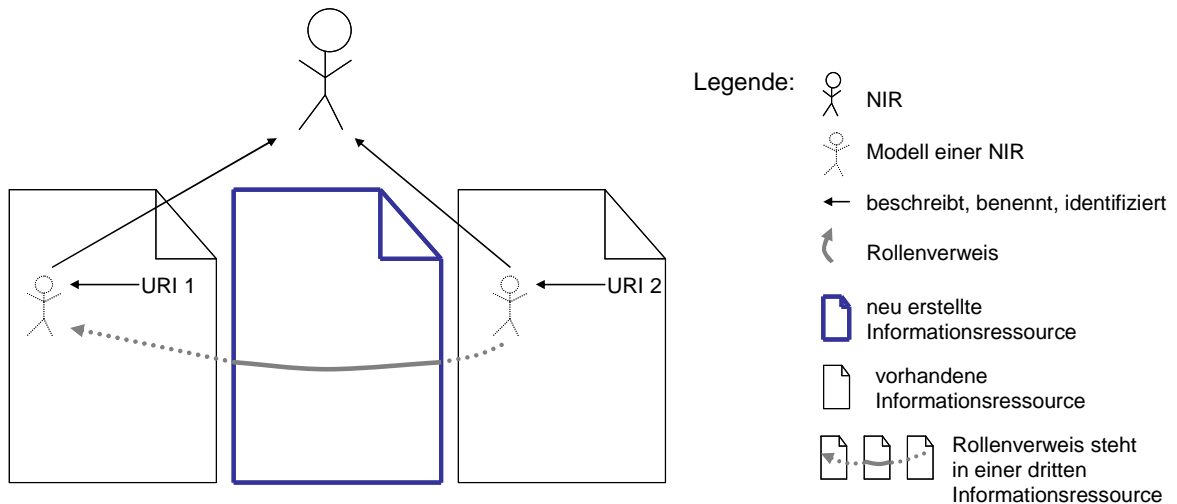 Legende:
NIR
Modell einer NIR
beschreibt, benennt, identifiziert
Rollenverweis
URI 1
URI 2
neu erstellte
Informationsressource
vorhandene
Informationsressource
Rollenverweis steht
in einer dritten
Informationsressource